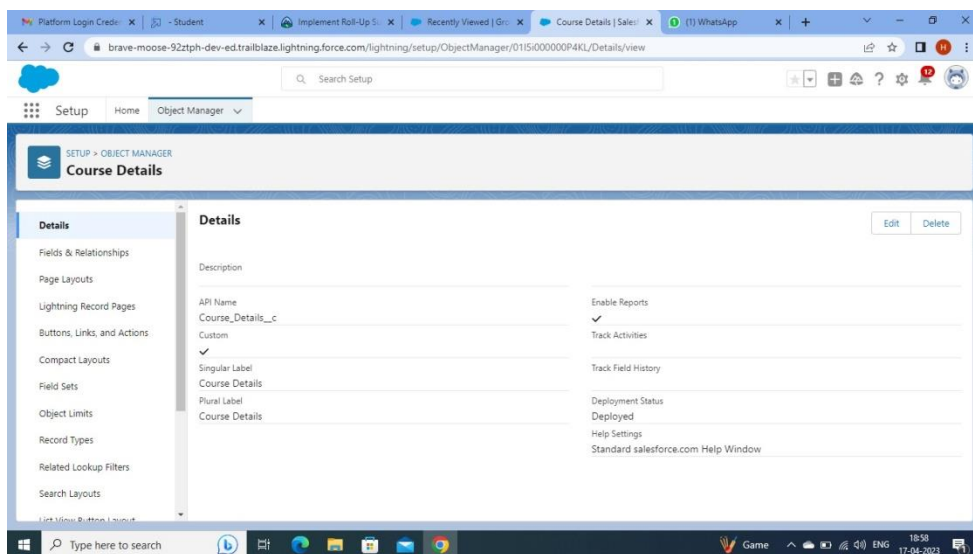 Platform Login Crede
- Student
Implement Roll-Up Su
Recently Viewed | Gro
Course Details | Sales
(1) WhatsApp
brave-moose-92ztph-dev-ed.trailblaze.lightning.force.com/lightning/setup/ObjectManager/01I5i000000P4KL/Details/view
H
Search Setup
12
Setup
Home
Object Manager
SETUP > OBJECT MANAGER
Course Details
Details
Fields & Relationships
Page Layouts
Lightning Record Pages
Buttons, Links, and Actions
Compact Layouts
Field Sets
Object Limits
Record Types
Related Lookup Filters
Search Layouts
List View Button Layout
Details
Edit
Delete
Description
API Name
Course_Details__c
Custom
Singular Label
Course Details
Plural Label
Course Details
Enable Reports
Track Activities
Track Field History
Deployment Status
Deployed
Help Settings
Standard salesforce.com Help Window
Type here to search
Game
ENG
18:58
17-04-2023